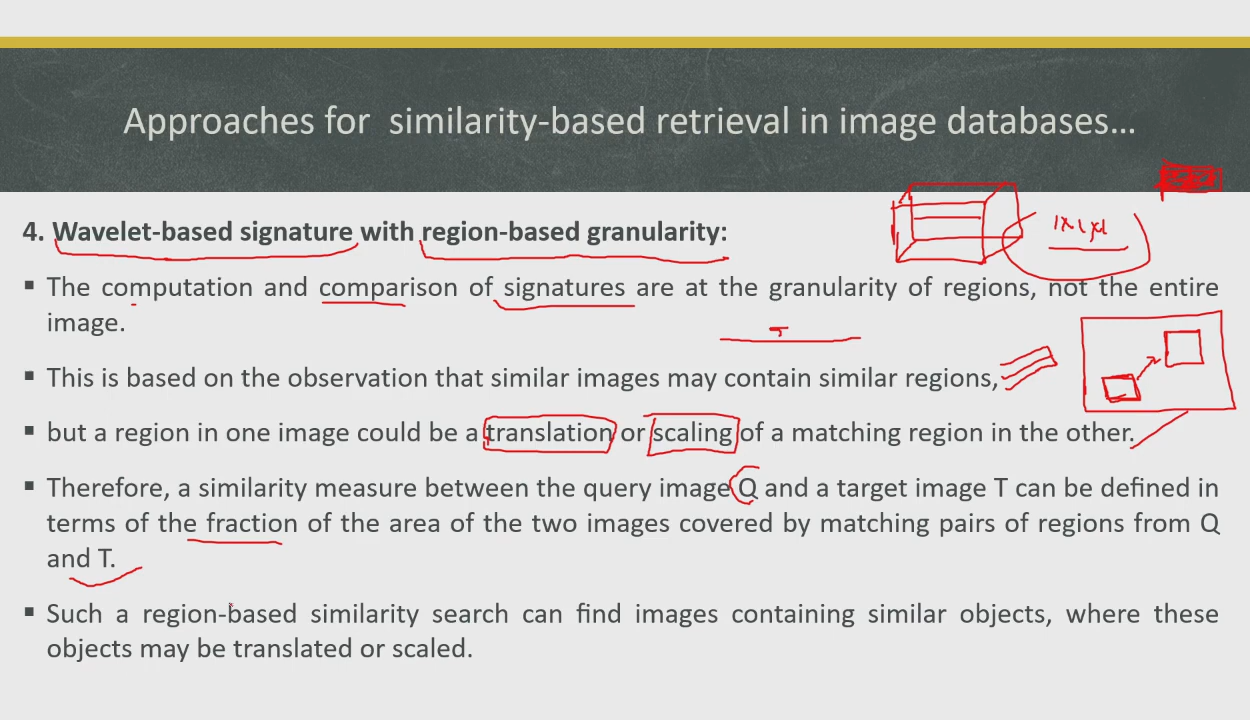 Approaches for similarity-based retrieval in image databases…
4. Wavelet-based signature with region-based granularity:
▪ The computation and comparison of signatures are at the granularity of regions, not the entire
image.
▪ This is based on the observation that similar images may contain similar regions,
▪ but a region in one image could be a translation or scaling of a matching region in the other.
▪ Therefore, a similarity measure between the query image Q and a target image T can be defined in
terms of the fraction of the area of the two images covered by matching pairs of regions from Q
and T.
▪ Such a region-based similarity search can find images containing similar objects, where these
objects may be translated or scaled.